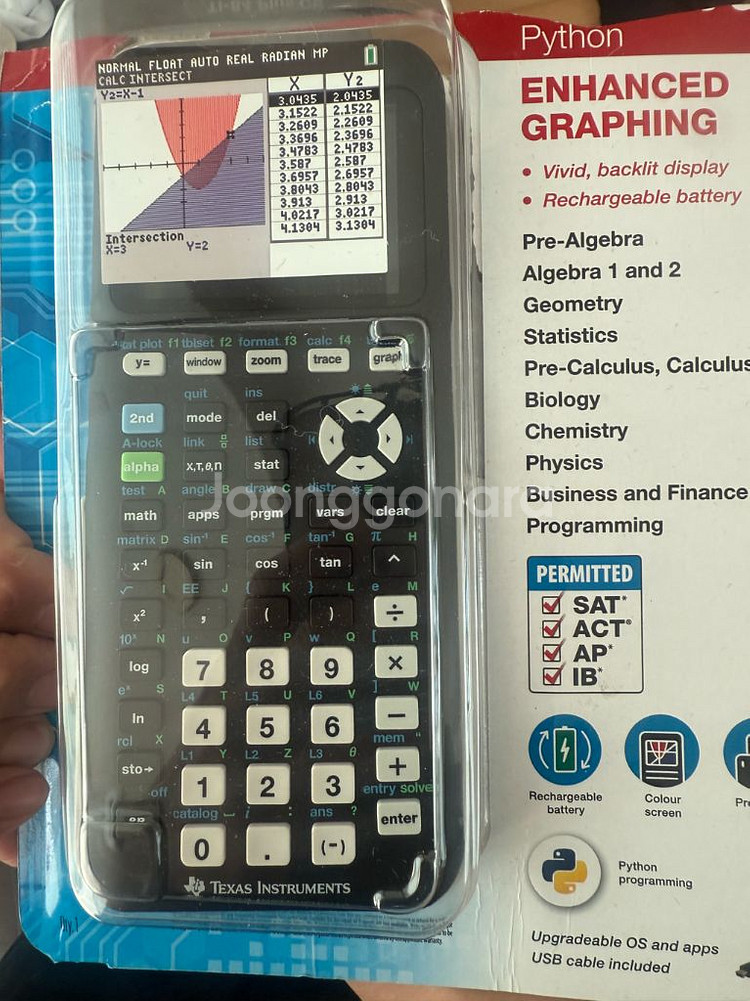 NORMAL FLOAT AUTO REAL RADIAN MP
CALC INTERSECT
Y2=X-1
X Y2
3.0435 2.0435
3.1522 2.1522
3.2609 2.2609
3.3696 2.3696
3.4783 2.4783
3.587 2.587
3.6957 2.6957
3.8043 2.8043
3.913 2.913
4.0217 3.0217
4.1304 3.1304
Intersection
X=3 Y=2
stat plot f1 tblset f2 format f3 calc f4
y= window zoom trace graph
quit ins
2nd mode del
A-lock link list
alpha x,T,θ,n stat
test A angle B draw C distr
math apps prgm vars clear
matrix D sin⁻¹ E cos⁻¹ F tan⁻¹ G π H
x⁻¹ sin cos tan ^
√ I EE J { K } L e M
x² , ( ) ÷
10ˣ N u O v P w Q [ R
log 7 8 9 ×
eˣ S L4 T L5 U L6 V ] W
ln 4 5 6 −
rcl X L1 Y L2 Z L3 θ mem "
sto→ 1 2 3 +
off catalog i : ans ? entry solve
on 0 . (-) enter
TEXAS INSTRUMENTS
Python
ENHANCED
GRAPHING
• Vivid, backlit display
• Rechargeable battery
Pre-Algebra
Algebra 1 and 2
Geometry
Statistics
Pre-Calculus, Calculus
Biology
Chemistry
Physics
Business and Finance
Programming
PERMITTED
SAT*
ACT*
AP*
IB*
Rechargeable
battery
Colour
screen
Python
programming
Upgradeable OS and apps
USB cable included
Qty. 1
Joonggonara